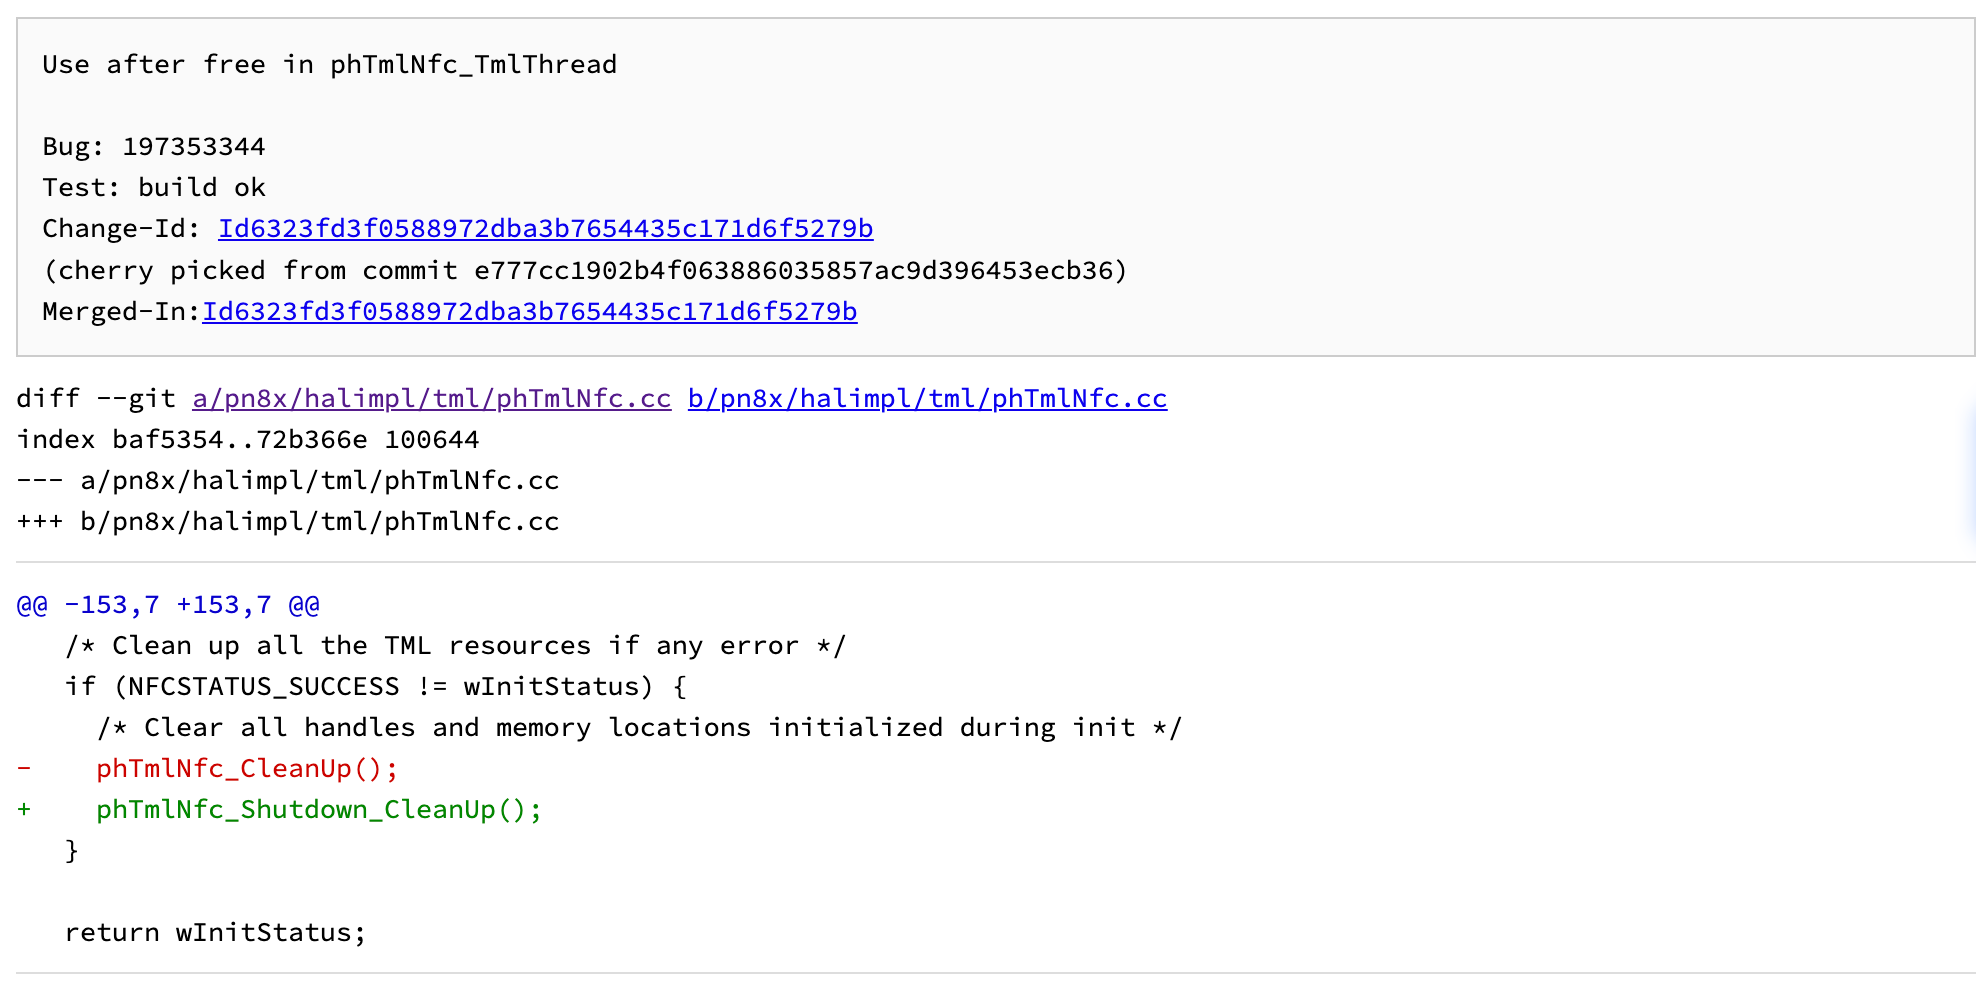 Use after free in phTmlNfc_TmlThread
Bug: 197353344
Test: build ok
Change-Id: Id6323fd3f0588972dba3b7654435c171d6f5279b
(cherry picked from commit e777cc1902b4f063886035857ac9d396453ecb36)
Merged-In:Id6323fd3f0588972dba3b7654435c171d6f5279b
diff --git a/pn8x/halimpl/tml/phTmlNfc.cc b/pn8x/halimpl/tml/phTmlNfc.cc
index baf5354..72b366e 100644
--- a/pn8x/halimpl/tml/phTmlNfc.cc
+++ b/pn8x/halimpl/tml/phTmlNfc.cc
@@ -153,7 +153,7 @@
   /* Clean up all the TML resources if any error */
   if (NFCSTATUS_SUCCESS != wInitStatus) {
     /* Clear all handles and memory locations initialized during init */
-    phTmlNfc_CleanUp();
+    phTmlNfc_Shutdown_CleanUp();
   }
   return wInitStatus;